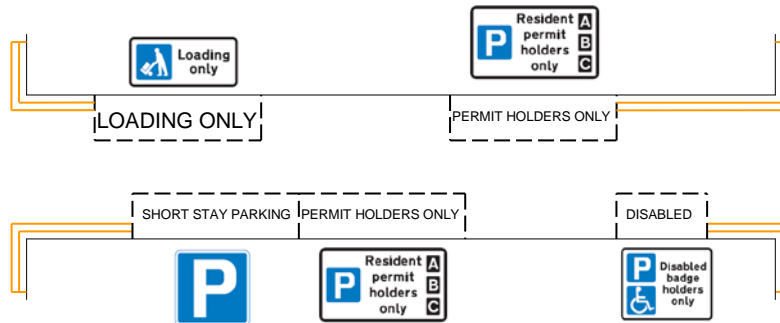 Loading
only
Resident A
permit B
holders C
only
P
LOADING ONLY
PERMIT HOLDERS ONLY
SHORT STAY PARKING
PERMIT HOLDERS ONLY
DISABLED
P
P
Resident A
permit B
holders C
only
P
Disabled
badge
holders
only